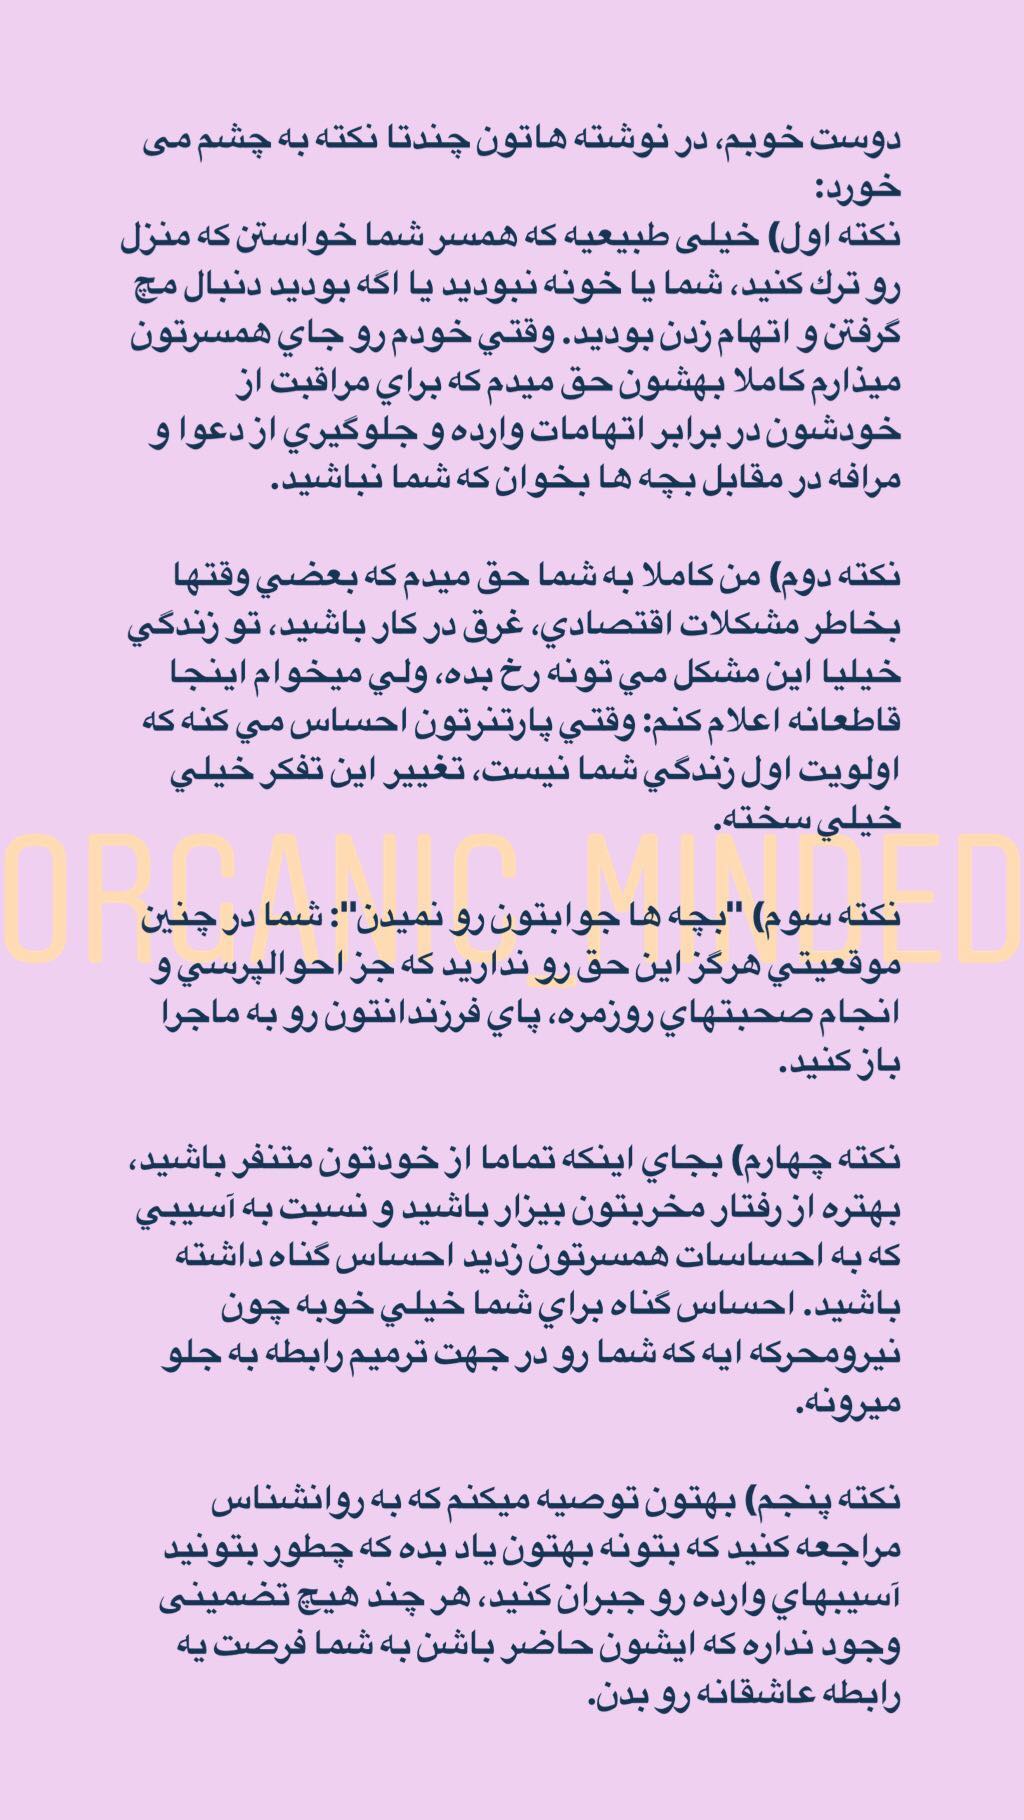 دوست خوبم، در نوشته هاتون چندتا نکته به چشم می
خورد:
نکته اول) خیلی طبیعیه که همسر شما خواستن که منزل
رو ترك کنید، شما یا خونه نبودید یا اگه بودید دنبال مچ
گرفتن و اتهام زدن بودید. وقتي خودم رو جاي همسرتون
میذارم کاملا بهشون حق میدم که براي مراقبت از
خودشون در برابر اتهامات وارده و جلوگیري از دعوا و
مرافه در مقابل بچه ها بخوان که شما نباشید.
نکته دوم) من کاملا به شما حق میدم که بعضي وقتها
بخاطر مشکلات اقتصادي، غرق در کار باشید، تو زندگي
خیلیا این مشکل مي تونه رخ بده، ولي میخوام اینجا
قاطعانه اعلام کنم: وقتي پارتنرتون احساس مي کنه که
اولویت اول زندگي شما نیست، تغییر این تفکر خیلي
خیلي سخته.
ORGANIC_MINDED
نکته سوم) "بچه ها جوابتون رو نمیدن": شما در چنین
موقعیتي هرگز این حق رو ندارید که جز احوالپرسي و
انجام صحبتهاي روزمره، پاي فرزندانتون رو به ماجرا
باز کنید.
نکته چهارم) بجاي اینکه تماما از خودتون متنفر باشید،
بهتره از رفتار مخربتون بیزار باشید و نسبت به آسیبي
که به احساسات همسرتون زدید احساس گناه داشته
باشید. احساس گناه براي شما خیلي خوبه چون
نیرومحرکه ایه که شما رو در جهت ترمیم رابطه به جلو
میرونه.
نکته پنجم) بهتون توصیه میکنم که به روانشناس
مراجعه کنید که بتونه بهتون یاد بده که چطور بتونید
آسیبهاي وارده رو جبران کنید، هر چند هیچ تضمینی
وجود نداره که ایشون حاضر باشن به شما فرصت یه
رابطه عاشقانه رو بدن.